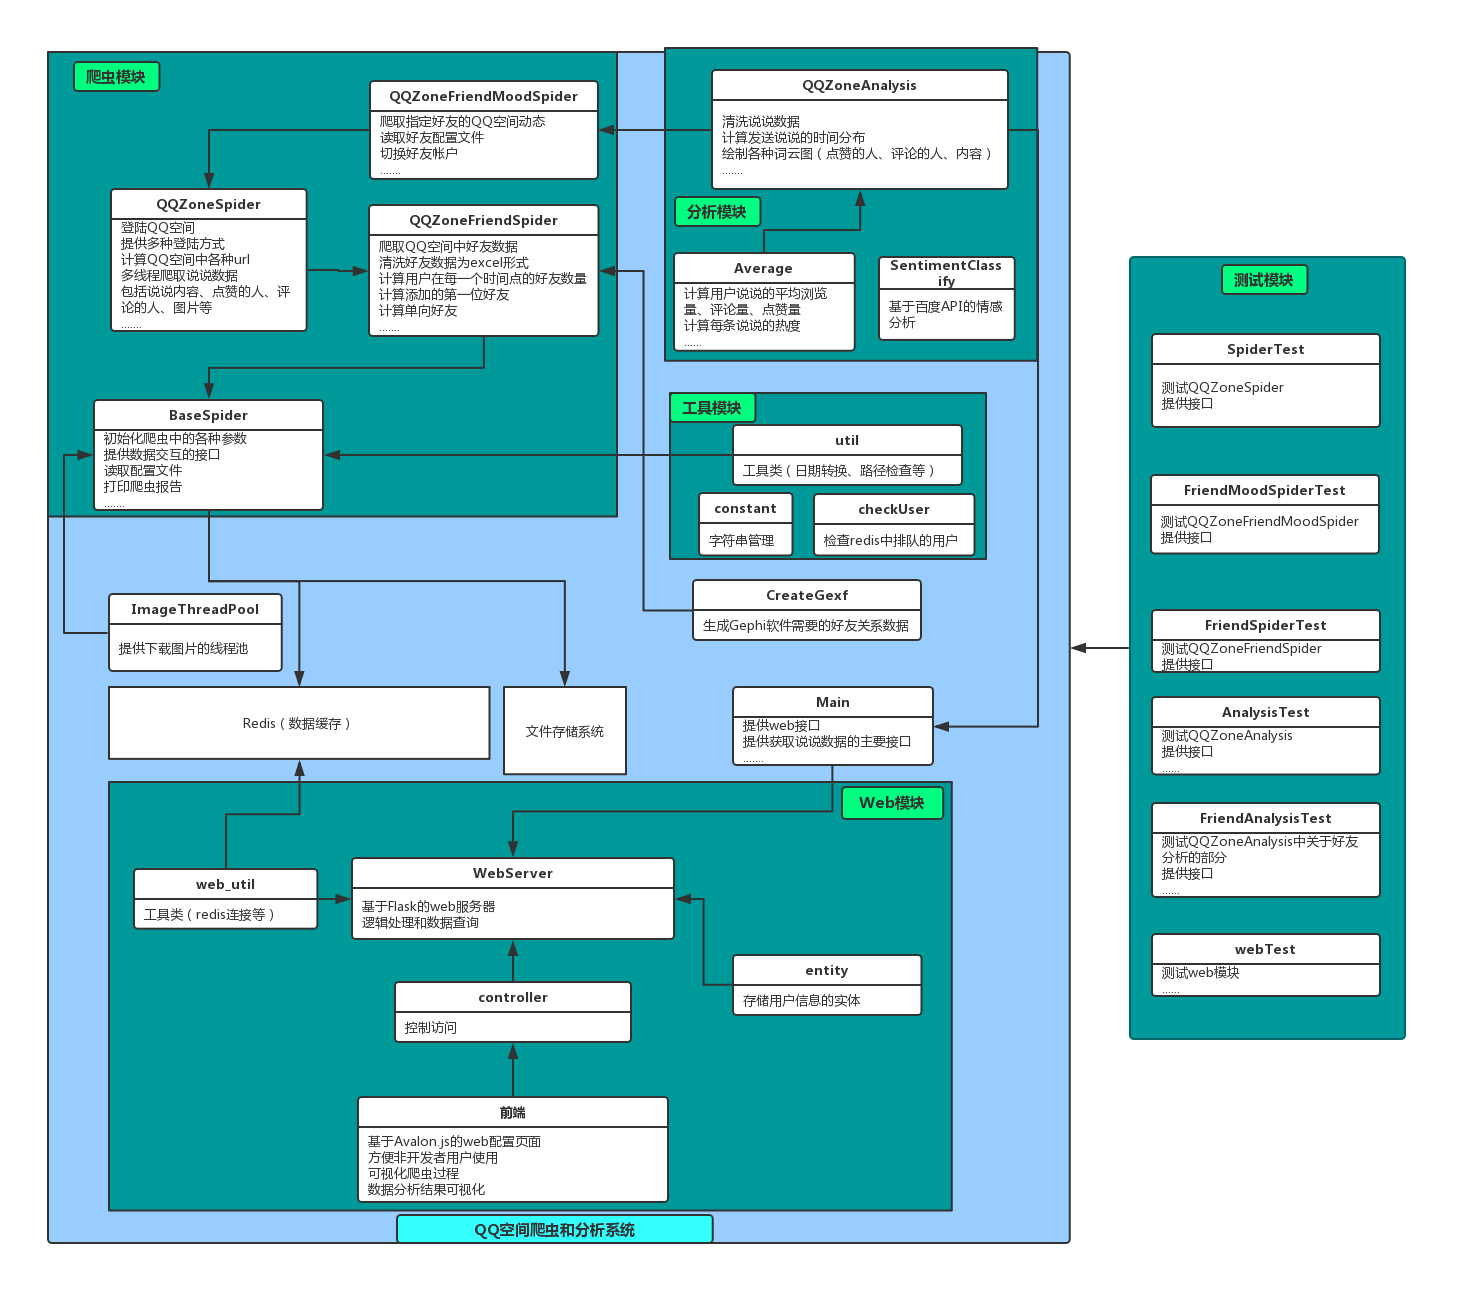 爬虫模块
QQZoneFriendMoodSpider
爬取指定好友的QQ空间动态
读取好友配置文件
切换好友帐户
.......
QQZoneSpider
登陆QQ空间
提供多种登陆方式
计算QQ空间中各种url
多线程爬取说说数据
包括说说内容、点赞的人、评
论的人、图片等
.......
QQZoneFriendSpider
爬取QQ空间中好友数据
清洗好友数据为excel形式
计算用户在每一个时间点的好友数量
计算添加的第一位好友
计算单向好友
.......
BaseSpider
初始化爬虫中的各种参数
提供数据交互的接口
读取配置文件
打印爬虫报告
.......
QQZoneAnalysis
清洗说说数据
计算发送说说的时间分布
绘制各种词云图（点赞的人、评论的人、内容）
.......
分析模块
Average
计算用户说说的平均浏览
量、评论量、点赞量
计算每条说说的热度
......
SentimentClass
ify
基于百度API的情感
分析
工具模块
util
工具类（日期转换、路径检查等）
constant
字符串管理
checkUser
检查redis中排队的用户
CreateGexf
生成Gephi软件需要的好友关系数据
ImageThreadPool
提供下载图片的线程池
Redis（数据缓存）
文件存储系统
Main
提供web接口
提供获取说说数据的主要接口
.......
Web模块
web_util
工具类（redis连接等）
WebServer
基于Flask的web服务器
逻辑处理和数据查询
controller
控制访问
entity
存储用户信息的实体
前端
基于Avalon.js的web配置页面
方便非开发者用户使用
可视化爬虫过程
数据分析结果可视化
QQ空间爬虫和分析系统
测试模块
SpiderTest
测试QQZoneSpider
提供接口
FriendMoodSpiderTest
测试QQZoneFriendMoodSpider
提供接口
FriendSpiderTest
测试QQZoneFriendSpider
提供接口
AnalysisTest
测试QQZoneAnalysis
提供接口
......
FriendAnalysisTest
测试QQZoneAnalysis中关于好友
分析的部分
提供接口
......
webTest
测试web模块
......